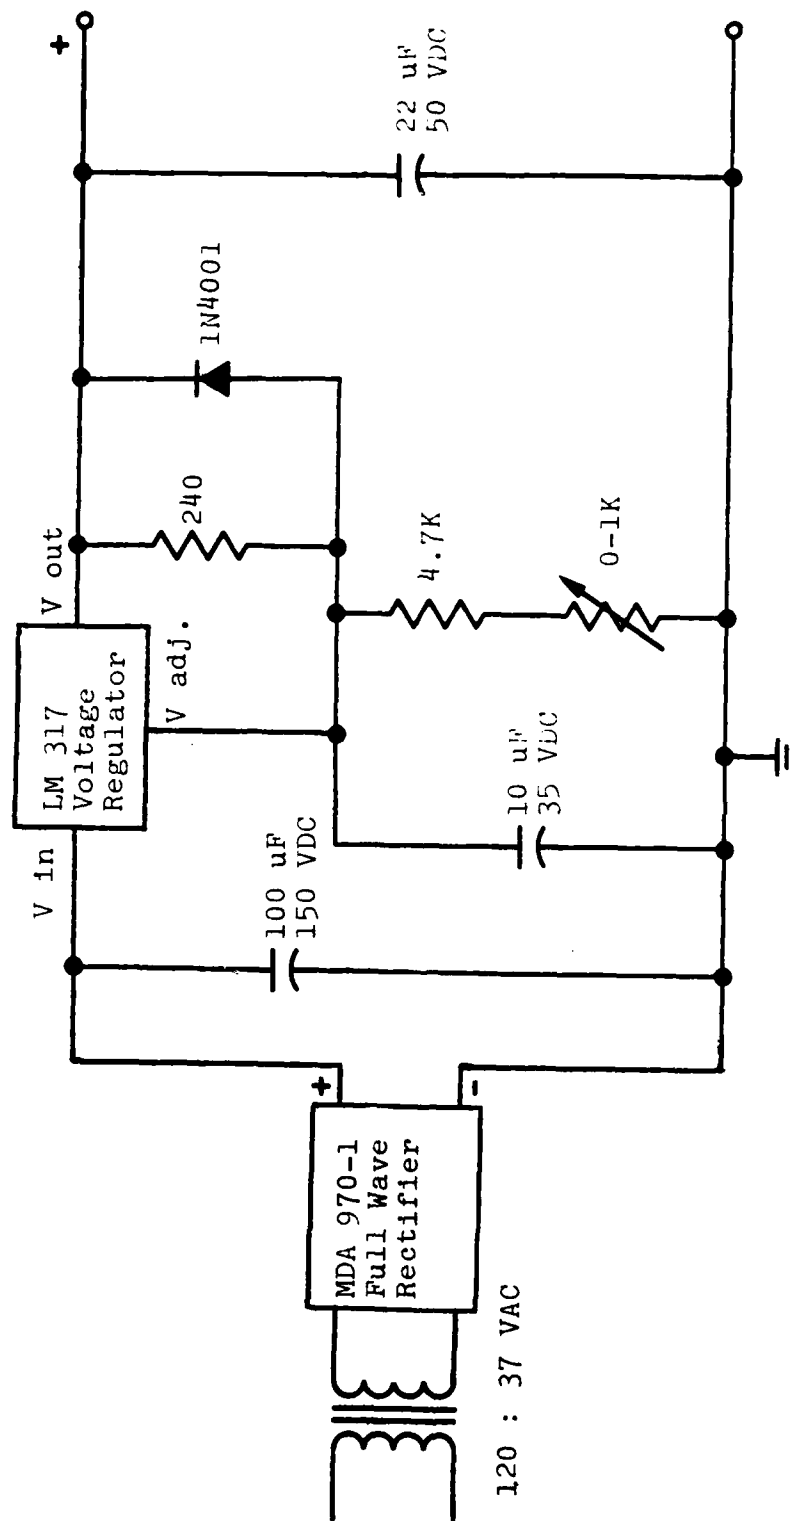 120 : 37 VAC
MDA 970-1
Full Wave
Rectifier
+
-
100 uF
150 VDC
V in
LM 317
Voltage
Regulator
V adj.
V out
10 uF
35 VDC
240
4.7K
0-1K
1N4001
22 uF
50 VDC
+